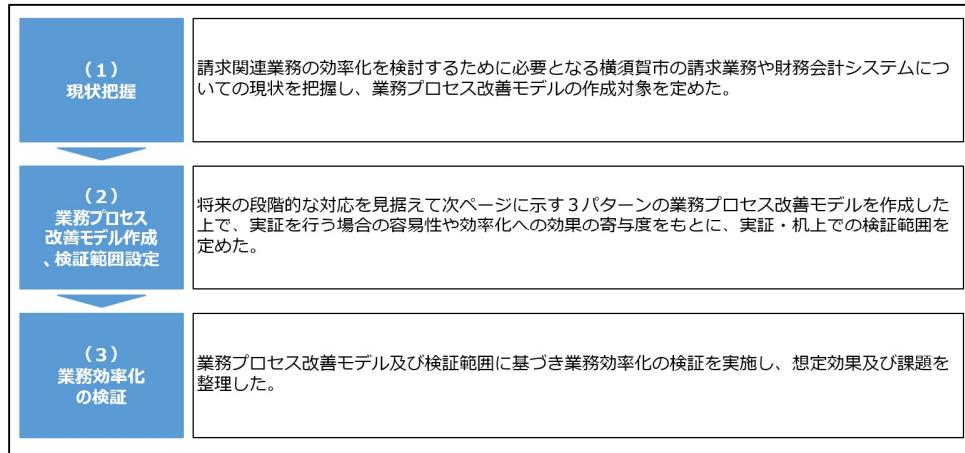 （１）
現状把握
請求関連業務の効率化を検討するために必要となる横須賀市の請求業務や財務会計システムにつ
いての現状を把握し、業務プロセス改善モデルの作成対象を定めた。
（２）
業務プロセス
改善モデル作成
、検証範囲設定
将来の段階的な対応を見据えて次ページに示す３パターンの業務プロセス改善モデルを作成した
上で、実証を行う場合の容易性や効率化への効果の寄与度をもとに、実証・机上での検証範囲を
定めた。
（３）
業務効率化
の検証
業務プロセス改善モデル及び検証範囲に基づき業務効率化の検証を実施し、想定効果及び課題を
整理した。